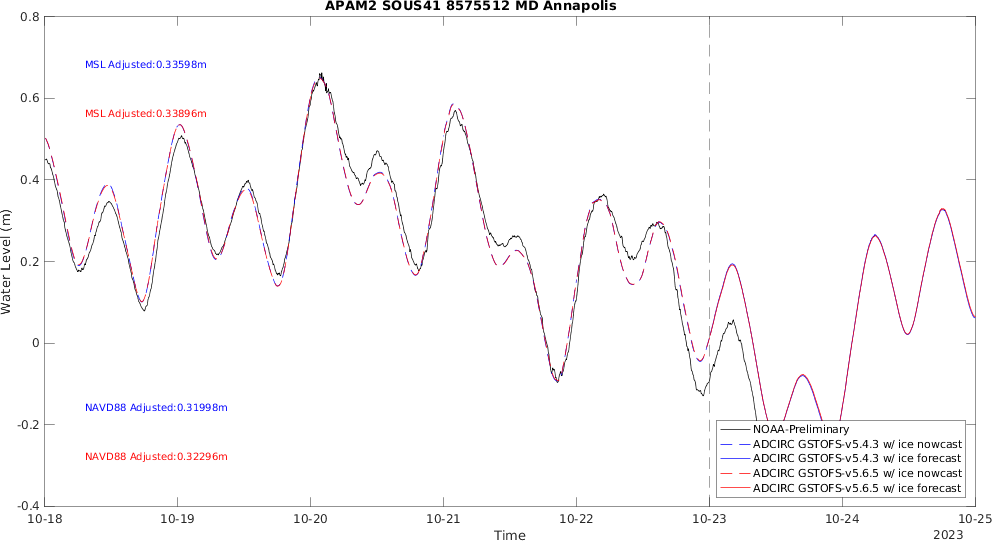 APAM2 SOUS41 8575512 MD Annapolis
0.8
0.6
0.4
0.2
0
-0.2
-0.4
Water Level (m)
MSL Adjusted:0.33598m
MSL Adjusted:0.33896m
NAVD88 Adjusted:0.31998m
NAVD88 Adjusted:0.32296m
NOAA-Preliminary
ADCIRC GSTOFS-v5.4.3 w/ ice nowcast
ADCIRC GSTOFS-v5.4.3 w/ ice forecast
ADCIRC GSTOFS-v5.6.5 w/ ice nowcast
ADCIRC GSTOFS-v5.6.5 w/ ice forecast
10-18 10-19 10-20 10-21 10-22 10-23 10-24 10-25
Time
2023